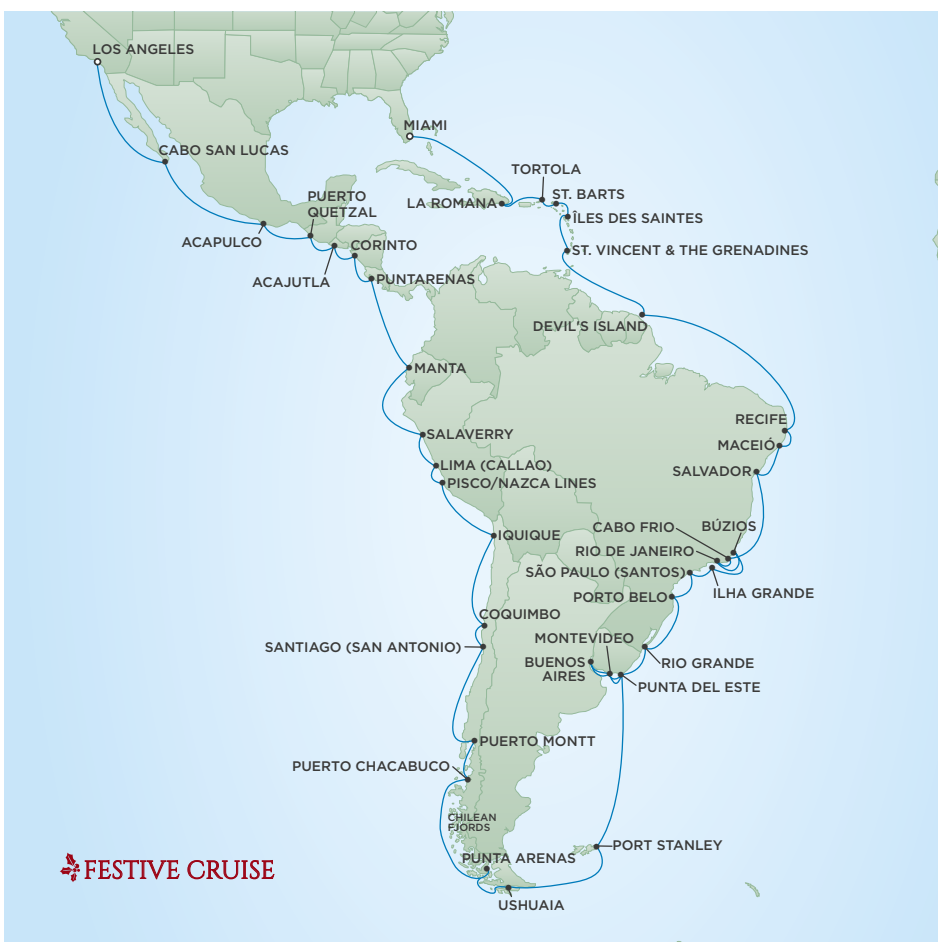 LOS ANGELES
MIAMI
CABO SAN LUCAS
TORTOLA
ST. BARTS
PUERTO
QUETZAL
LA ROMANA
ÎLES DES SAINTES
ACAPULCO
CORINTO
ST. VINCENT & THE GRENADINES
ACAJUTLA
PUNTARENAS
DEVIL'S ISLAND
MANTA
RECIFE
SALAVERRY
MACEIÓ
LIMA (CALLAO)
SALVADOR
PISCO/NAZCA LINES
CABO FRIO
BÚZIOS
IQUIQUE
RIO DE JANEIRO
SÃO PAULO (SANTOS)
ILHA GRANDE
PORTO BELO
COQUIMBO
MONTEVIDEO
SANTIAGO (SAN ANTONIO)
BUENOS
AIRES
RIO GRANDE
PUNTA DEL ESTE
PUERTO MONTT
PUERTO CHACABUCO
CHILEAN
FJORDS
PORT STANLEY
PUNTA ARENAS
FESTIVE CRUISE
USHUAIA